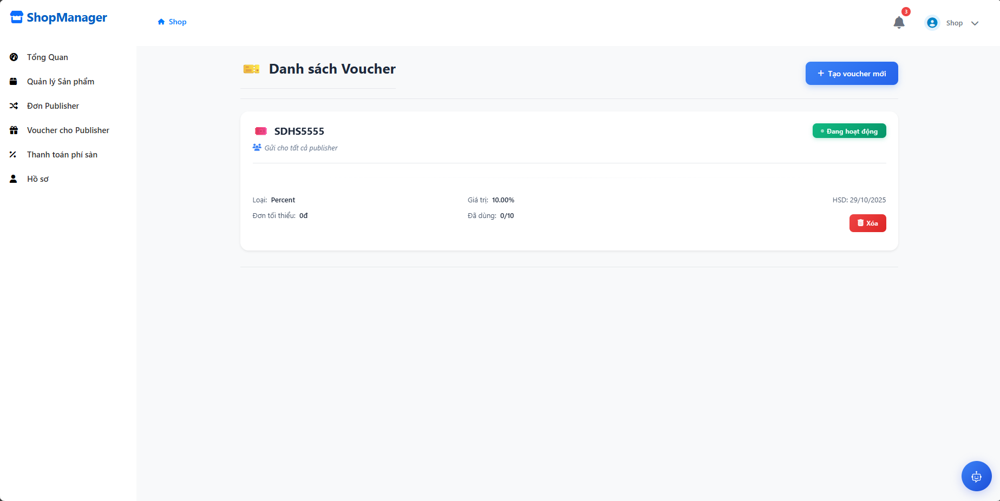 ShopManager
Shop
3
Shop
Tổng Quan
Quản lý Sản phẩm
Đơn Publisher
Voucher cho Publisher
Thanh toán phí sàn
Hồ sơ
Danh sách Voucher
+ Tạo voucher mới
SDHS5555
Đang hoạt động
Gửi cho tất cả publisher
Loại: Percent
Giá trị: 10.00%
HSD: 29/10/2025
Đơn tối thiểu: 0đ
Đã dùng: 0/10
Xóa